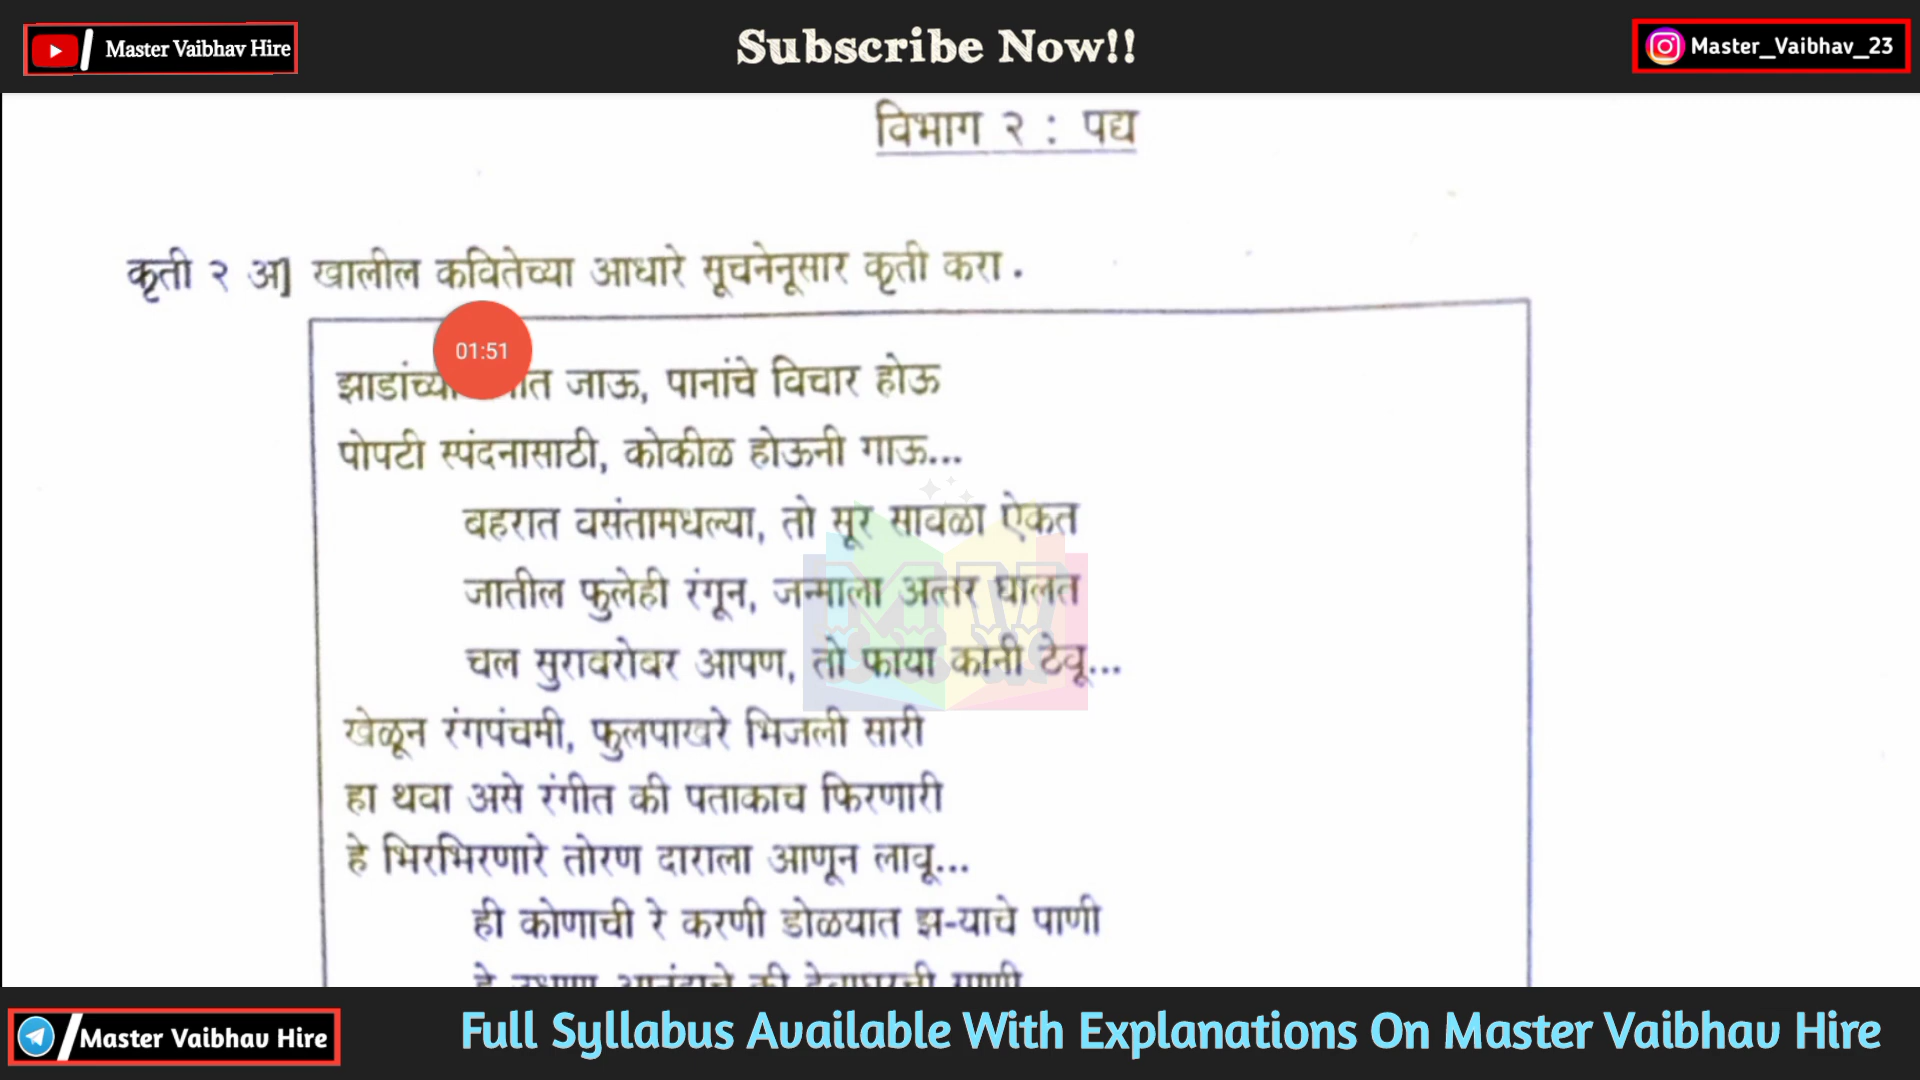 Master Vaibhav Hire
Subscribe Now!!
Master_Vaibhav_23
विभाग २ : पद्य
कृती २ अ] खालील कवितेच्या आधारे सूचनेनूसार कृती करा .
01:51
झाडांच्या जाऊ, पानांचे विचार होऊ
पोपटी स्पंदनासाठी, कोकीळ होऊनी गाऊ...
बहरात वसंतामधल्या, तो सूर सावळा ऐकत
जातील फुलेही रंगून, जन्माला अत्तर घालत
चल सुराबरोबर आपण, तो फाया कानी ठेवू...
खेळून रंगपंचमी, फुलपाखरे भिजली सारी
हा थवा असे रंगीत की पताकाच फिरणारी
हे भिरभिरणारे तोरण दाराला आणून लावू...
ही कोणाची रे करणी डोळयात झ-याचे पाणी
Master Vaibhav Hire
Full Syllabus Available With Explanations On Master Vaibhav Hire